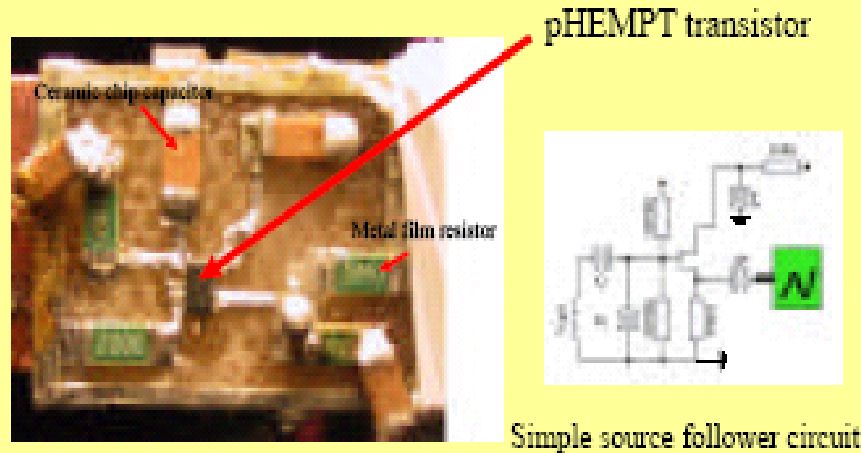 pHEMPT transistor
Ceramic chip capacitor
Metal film resistor
Simple source follower circuit